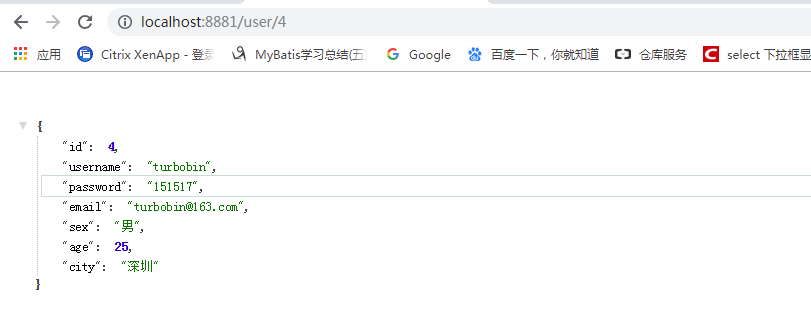 localhost:8881/user/4
应用 Citrix XenApp - 登录 MyBatis学习总结(五) Google 百度一下，你就知道 仓库服务 select 下拉框显
{
"id": 4,
"username": "turbobin",
"password": "151517",
"email": "turbobin@163.com",
"sex": "男",
"age": 25,
"city": "深圳"
}